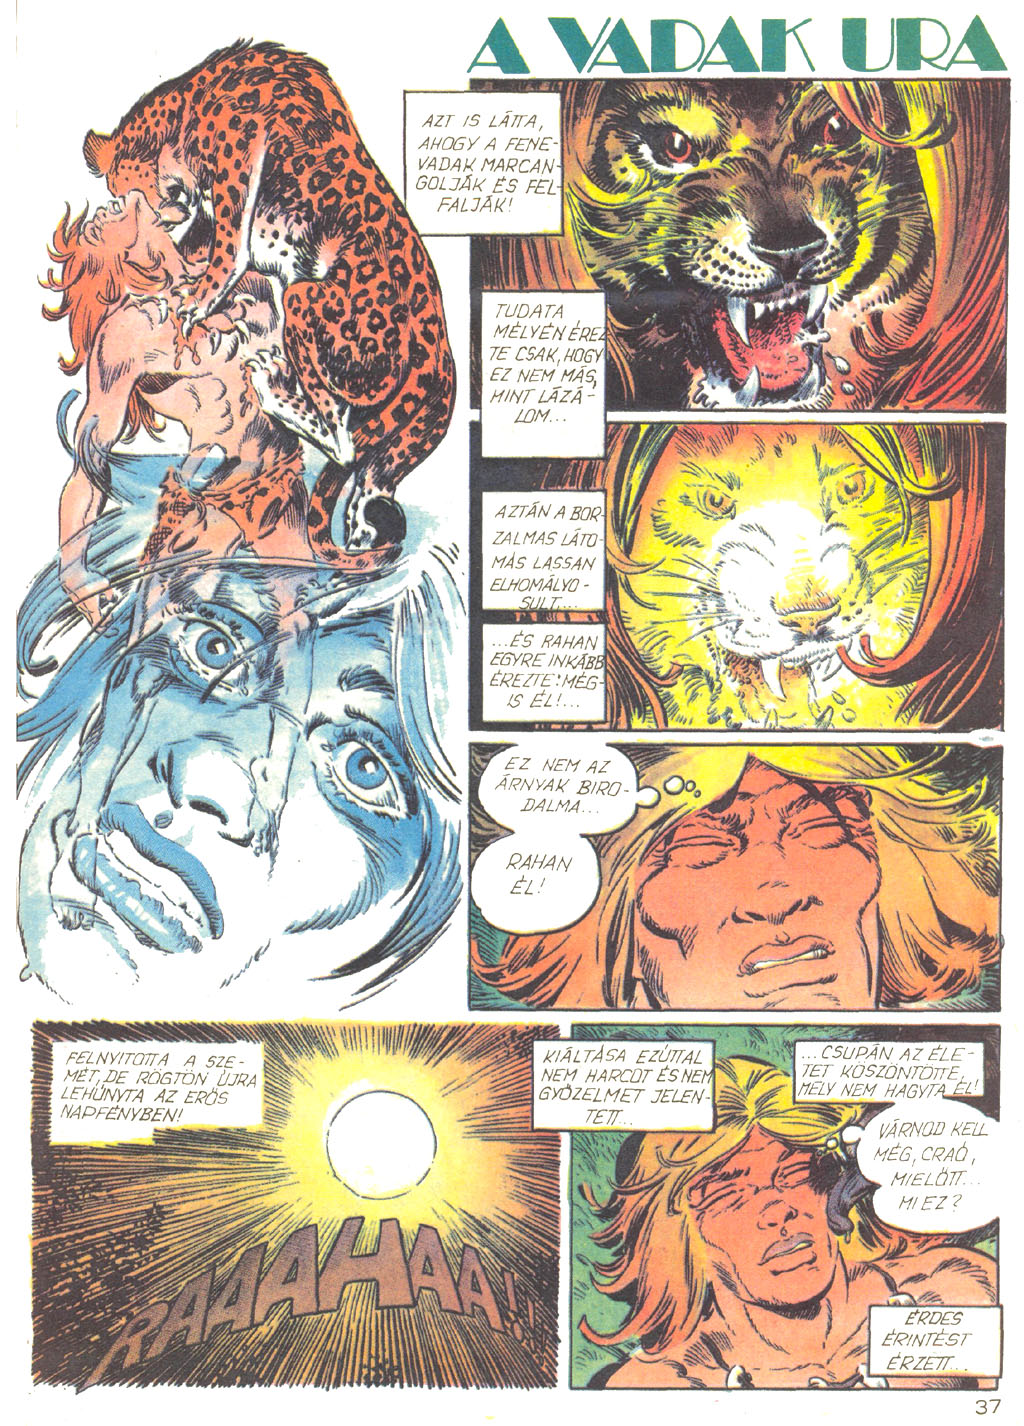 A VADAK URA
AZT IS LÁTTA,
AHOGY A FENE-
VADAK MARCAN-
GOLJÁK ÉS FEL-
FALJÁK!
TUDATA
MÉLYÉN ÉREZ
TE CSAK, HOGY
EZ NEM MÁS,
MINT LÁZÁ-
LOM...
AZTÁN A BOR-
ZALMAS LÁTO-
MÁS LASSAN
ELHOMÁLYO-
SULT...
...ÉS RAHAN
EGYRE INKÁBB
ÉREZTE: MÉG-
IS ÉL!...
EZ NEM AZ
ÁRNYAK BIRO-
DALMA...
RAHAN
ÉL!
FELNYITOTTA A SZE-
MÉT, DE RÖGTÖN ÚJRA
LEHÚNYTA AZ ERŐS
NAPFÉNYBEN!
RAAAAHAAA!!
KIÁLTÁSA EZÚTTAL
NEM HARCOT ÉS NEM
GYŐZELMET JELEN-
TETT...
...CSUPÁN AZ ÉLE-
TET KÖSZÖNTÖTTE,
MELY NEM HAGYTA EL!
VÁRNOD KELL
MÉG, CRAO,
MIELŐTT...
MI EZ?
ÉRDES
ÉRINTÉST
ÉRZETT...
37